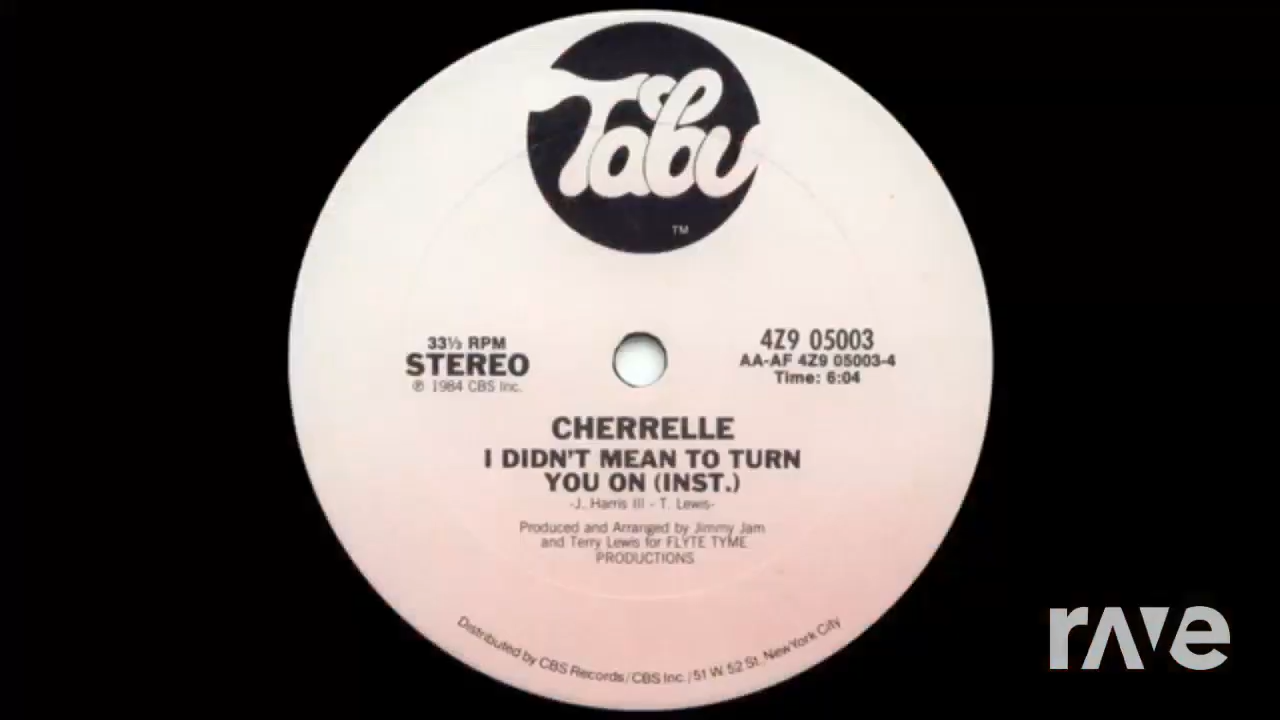 Tabu
TM
33⅓ RPM
STEREO
℗ 1984 CBS Inc.
4Z9 05003
AA-AF 4Z9 05003-4
Time: 6:04
CHERRELLE
I DIDN'T MEAN TO TURN
YOU ON (INST.)
-J. Harris III - T. Lewis-
Produced and Arranged by Jimmy Jam
and Terry Lewis for FLYTE TYME
PRODUCTIONS
Distributed by CBS Records/CBS Inc./51 W. 52 St. New York City
rave